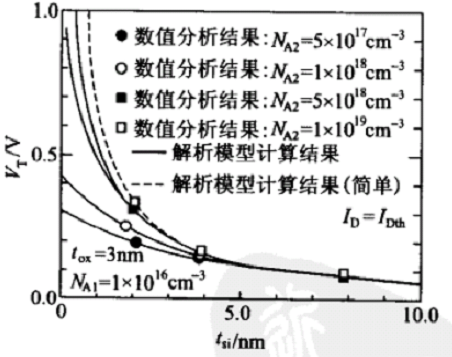 1.0
● 数值分析结果:N_A2=5×10^17cm^-3
○ 数值分析结果:N_A2=1×10^18cm^-3
■ 数值分析结果:N_A2=5×10^18cm^-3
□ 数值分析结果:N_A2=1×10^19cm^-3
解析模型计算结果
解析模型计算结果(简单)
V_T/V
0.5
I_D=I_Dth
t_ox=3nm
N_A1=1×10^16cm^-3
0.0
0 5.0 10.0
t_si/nm